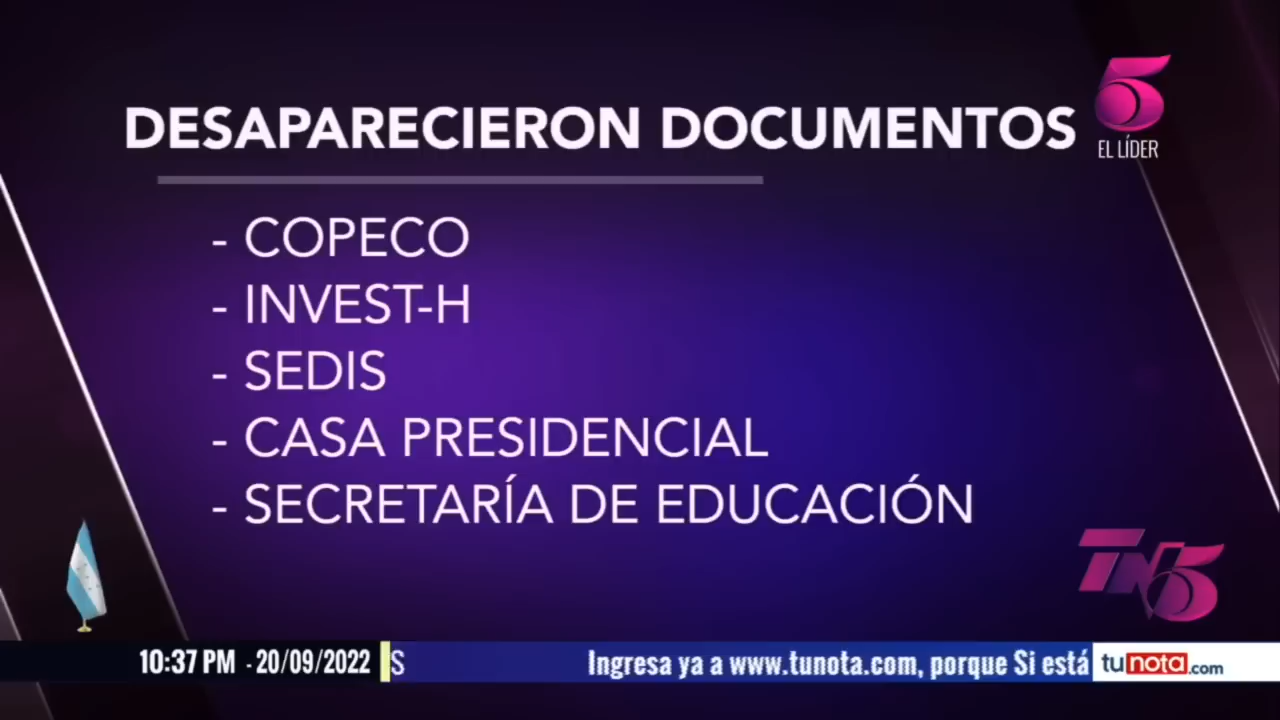 DESAPARECIERON DOCUMENTOS
5
EL LÍDER
- COPECO
- INVEST-H
- SEDIS
- CASA PRESIDENCIAL
- SECRETARÍA DE EDUCACIÓN
TN5
10:37 PM - 20/09/2022 S Ingresa ya a www.tunota.com, porque Si está tunota.com